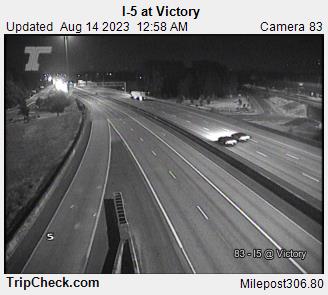 I-5 at Victory
Updated Aug 14 2023 12:58 AM Camera 83
T
S
83 - I5 @ Victory
TripCheck.com Milepost306.80